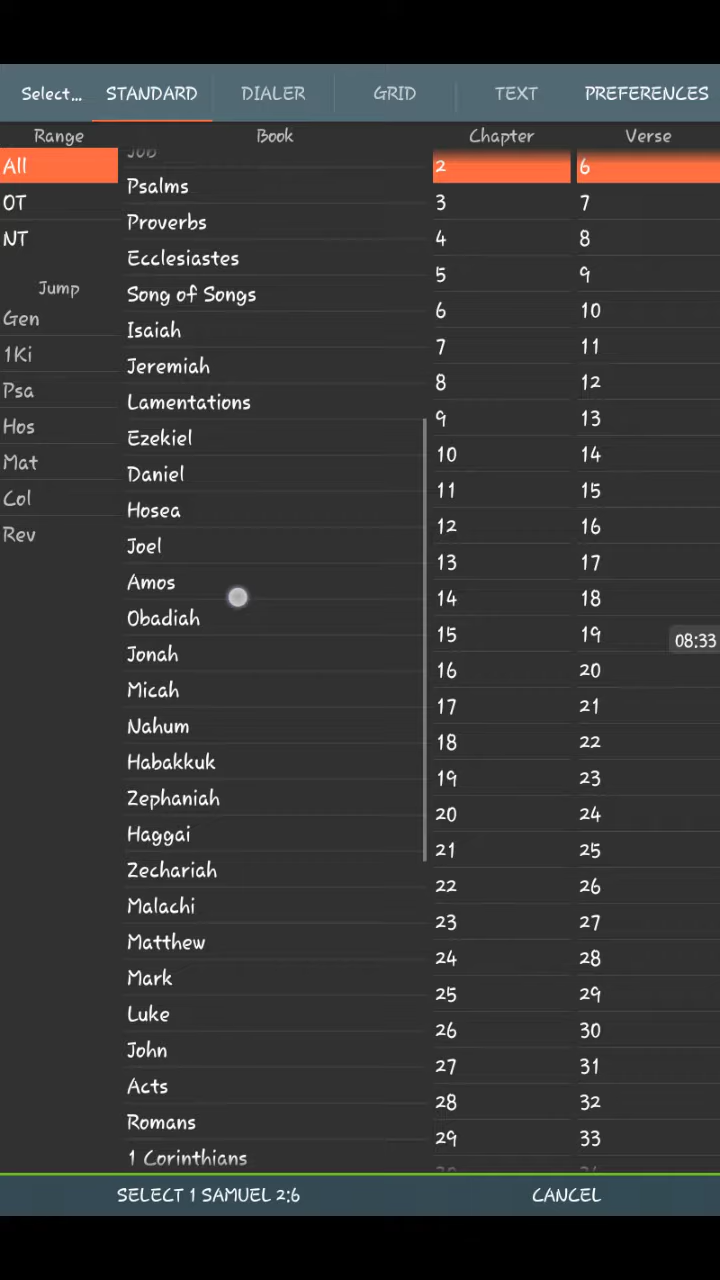 Select... STANDARD DIALER GRID TEXT PREFERENCES
Range Book Chapter Verse
All
OT
NT
Jump
Gen
1Ki
Psa
Hos
Mat
Col
Rev
Job
Psalms
Proverbs
Ecclesiastes
Song of Songs
Isaiah
Jeremiah
Lamentations
Ezekiel
Daniel
Hosea
Joel
Amos
Obadiah
Jonah
Micah
Nahum
Habakkuk
Zephaniah
Haggai
Zechariah
Malachi
Matthew
Mark
Luke
John
Acts
Romans
1 Corinthians
2
3
4
5
6
7
8
9
10
11
12
13
14
15
16
17
18
19
20
21
22
23
24
25
26
27
28
29
6
7
8
9
10
11
12
13
14
15
16
17
18
19
20
21
22
23
24
25
26
27
28
29
30
31
32
33
08:33
SELECT 1 SAMUEL 2:6 CANCEL